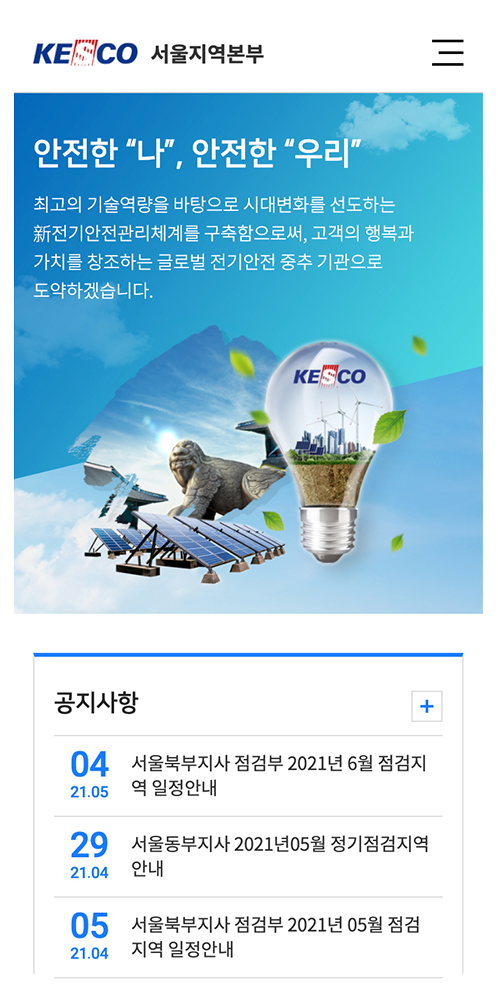 KESCO 서울지역본부
안전한 “나”, 안전한 “우리”
최고의 기술역량을 바탕으로 시대변화를 선도하는
新전기안전관리체계를 구축함으로써, 고객의 행복과
가치를 창조하는 글로벌 전기안전 중추 기관으로
도약하겠습니다.
KESCO
공지사항
+
04
21.05
서울북부지사 점검부 2021년 6월 점검지
역 일정안내
29
21.04
서울동부지사 2021년05월 정기점검지역
안내
05
21.04
서울북부지사 점검부 2021년 05월 점검
지역 일정안내